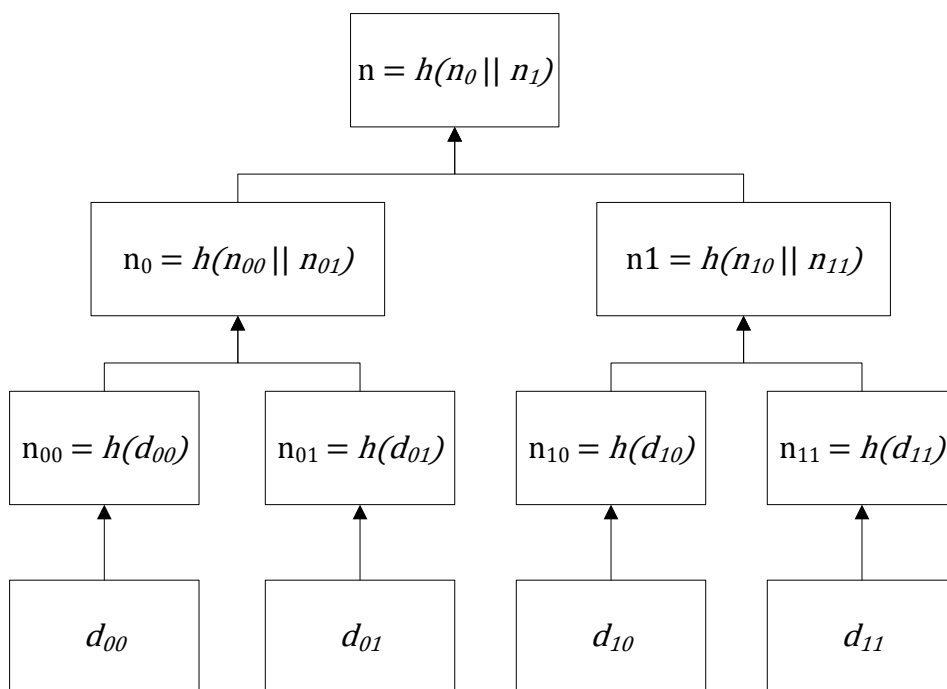 n = h(n₀ || n₁)
n₀ = h(n₀₀ || n₀₁)
n1 = h(n₁₀ || n₁₁)
n₀₀ = h(d₀₀)
n₀₁ = h(d₀₁)
n₁₀ = h(d₁₀)
n₁₁ = h(d₁₁)
d₀₀
d₀₁
d₁₀
d₁₁